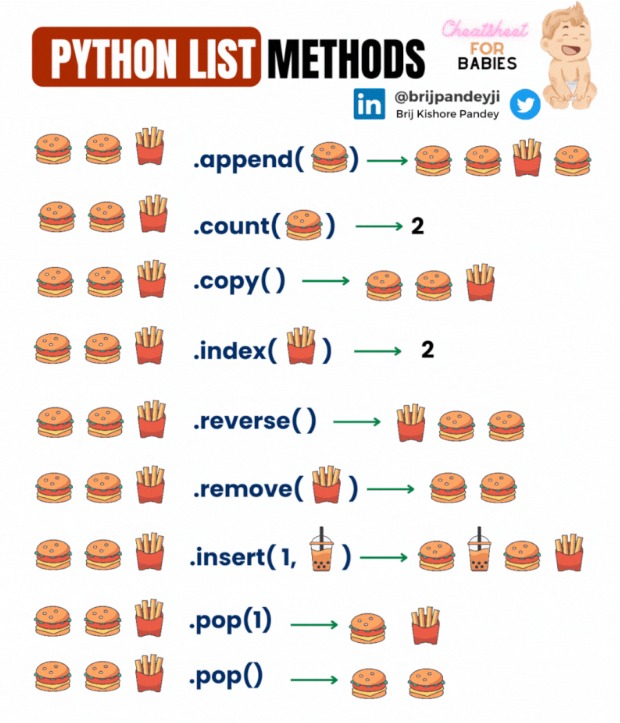 PYTHON LIST METHODS
Cheatsheet
FOR
BABIES
in @brijpandeyji
Brij Kishore Pandey
.append( )
.count( ) 2
.copy( )
.index( ) 2
.reverse( )
.remove( )
.insert( 1, )
.pop(1)
.pop()